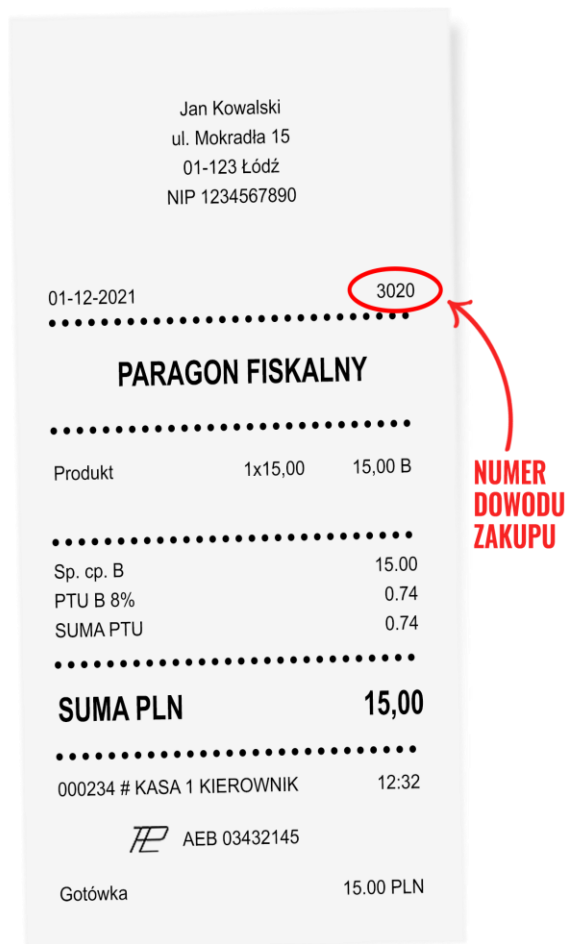 Jan Kowalski
ul. Mokradła 15
01-123 Łódź
NIP 1234567890
01-12-2021 3020
PARAGON FISKALNY
Produkt 1x15,00 15,00 B
Sp. cp. B 15.00
PTU B 8% 0.74
SUMA PTU 0.74
SUMA PLN 15,00
000234 # KASA 1 KIEROWNIK 12:32
AEB 03432145
Gotówka 15.00 PLN
NUMER
DOWODU
ZAKUPU